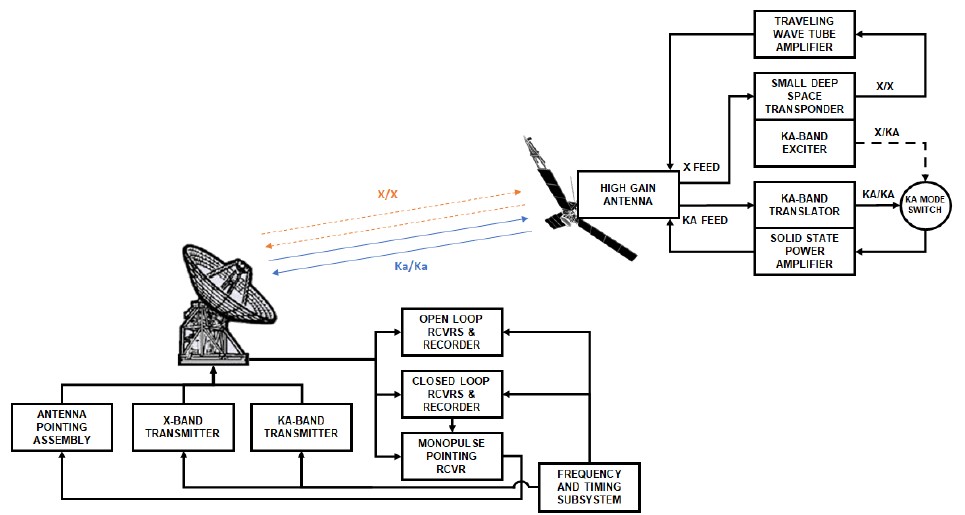 TRAVELING
WAVE TUBE
AMPLIFIER
SMALL DEEP
SPACE
TRANSPONDER
X/X
KA-BAND
EXCITER
X/KA
X FEED
HIGH GAIN
ANTENNA
KA FEED
KA-BAND
TRANSLATOR
KA/KA
KA MODE
SWITCH
SOLID STATE
POWER
AMPLIFIER
X/X
Ka/Ka
OPEN LOOP
RCVRS &
RECORDER
CLOSED LOOP
RCVRS &
RECORDER
MONOPULSE
POINTING
RCVR
ANTENNA
POINTING
ASSEMBLY
X-BAND
TRANSMITTER
KA-BAND
TRANSMITTER
FREQUENCY
AND TIMING
SUBSYSTEM